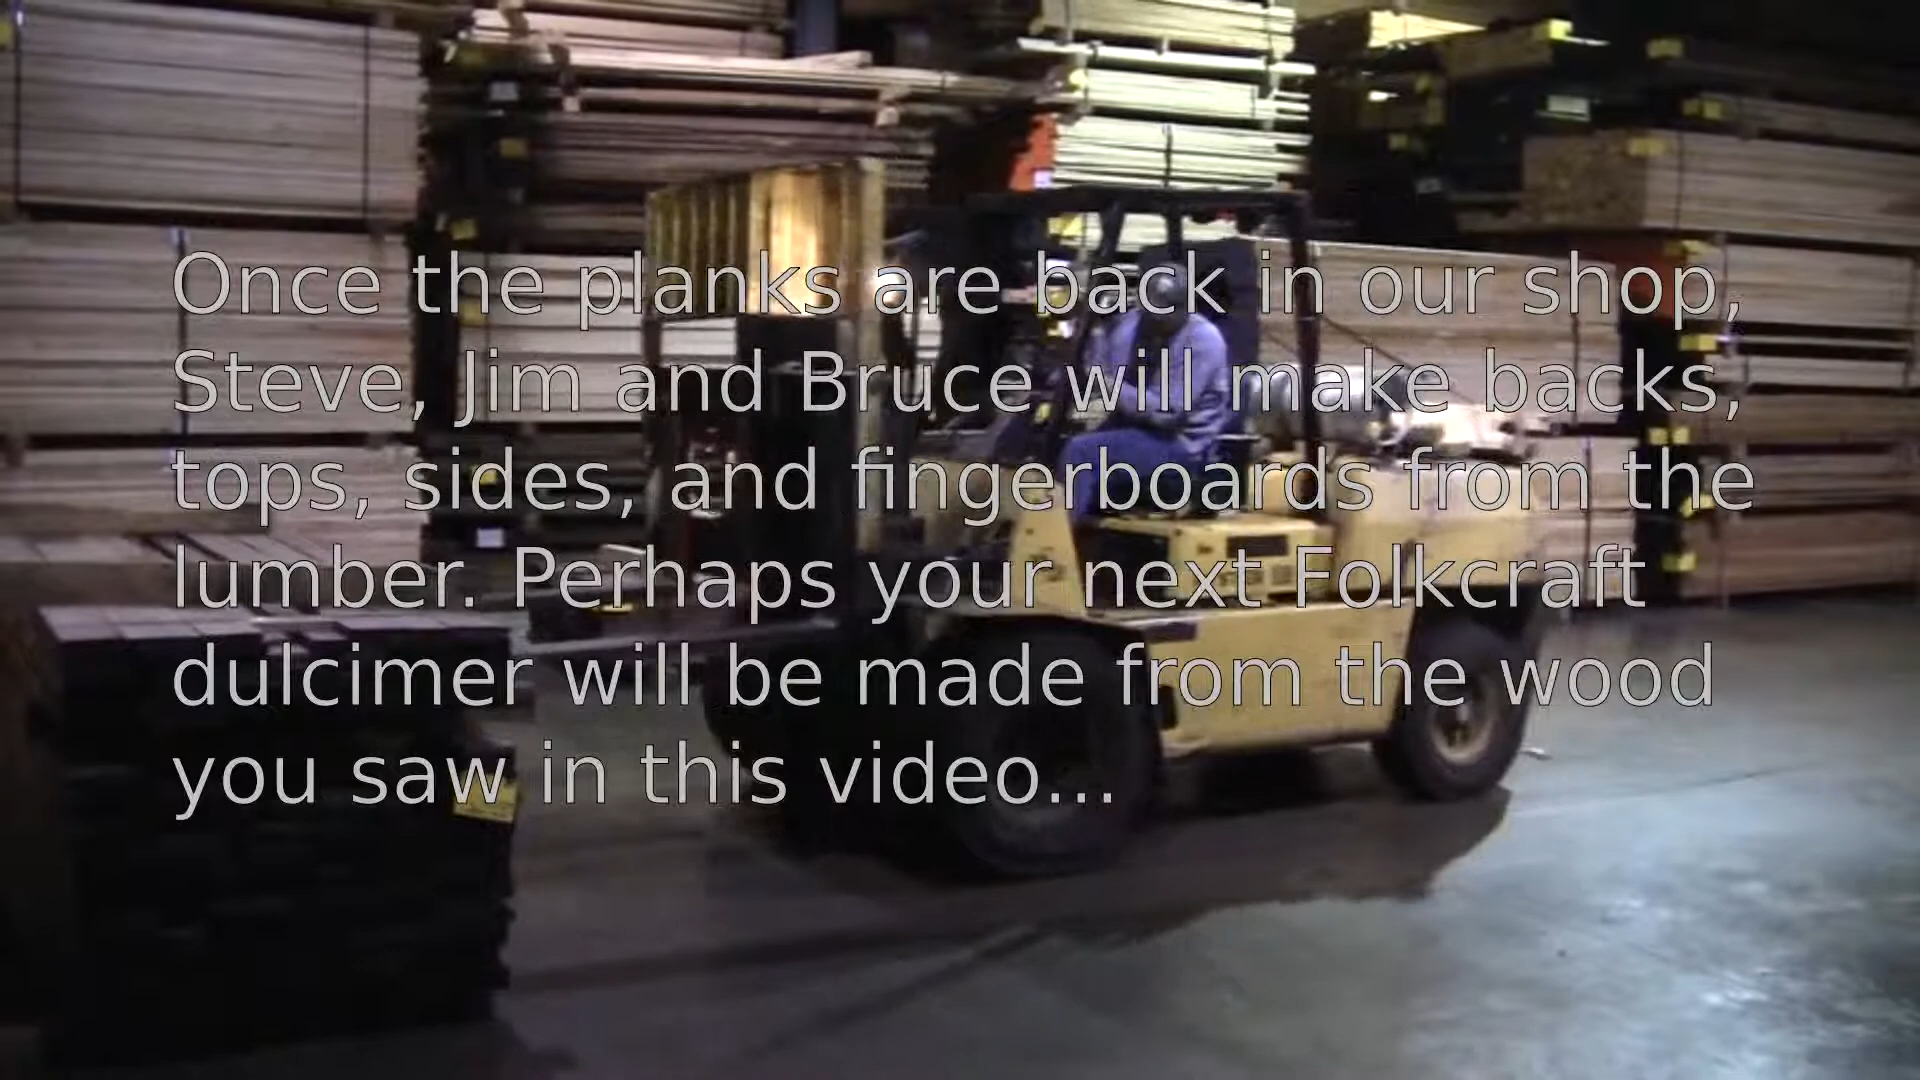 Once the planks are back in our shop,
Steve, Jim and Bruce will make backs,
tops, sides, and fingerboards from the
lumber. Perhaps your next Folkcraft
dulcimer will be made from the wood
you saw in this video...